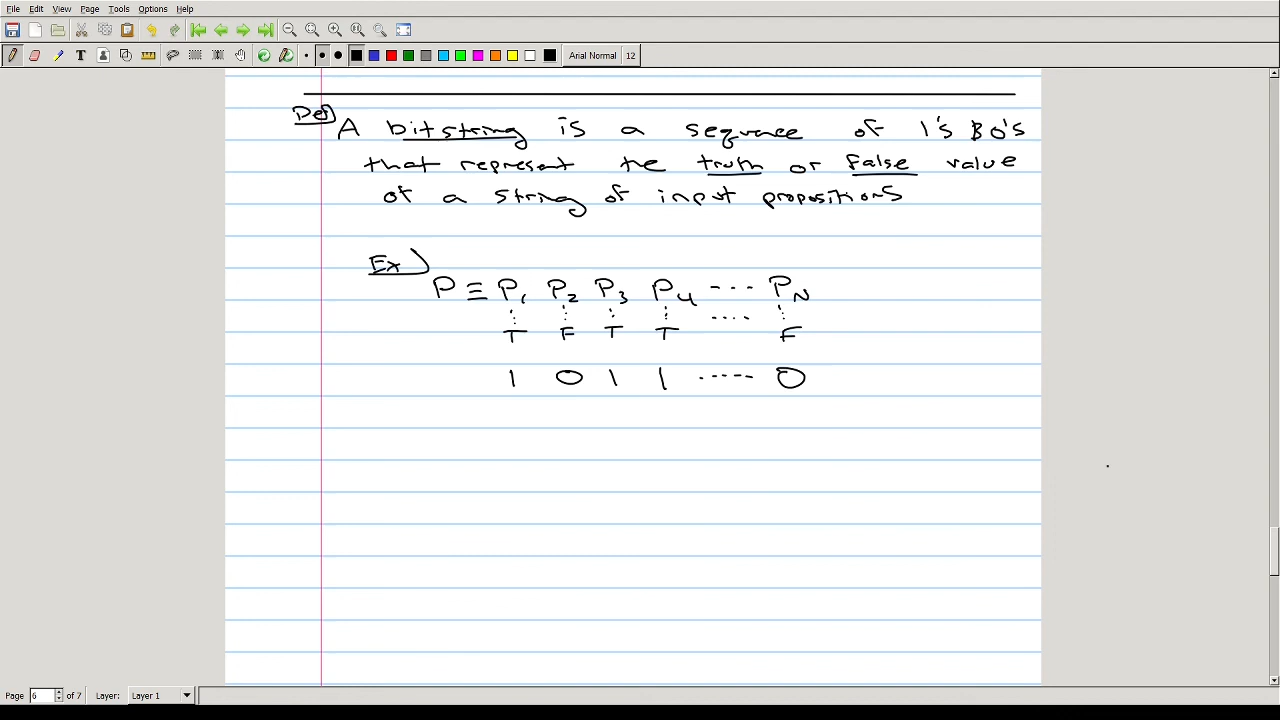 File Edit View Page Tools Options Help
Arial Normal 12
Def
A bitstring is a sequence of 1's & 0's
that represent the truth or false value
of a string of input propositions
Ex)
P ≡ P₁ P₂ P₃ P₄ ---- P_N
T F T T .... F
1 0 1 1 ------ 0
Page 6 of 7 Layer: Layer 1